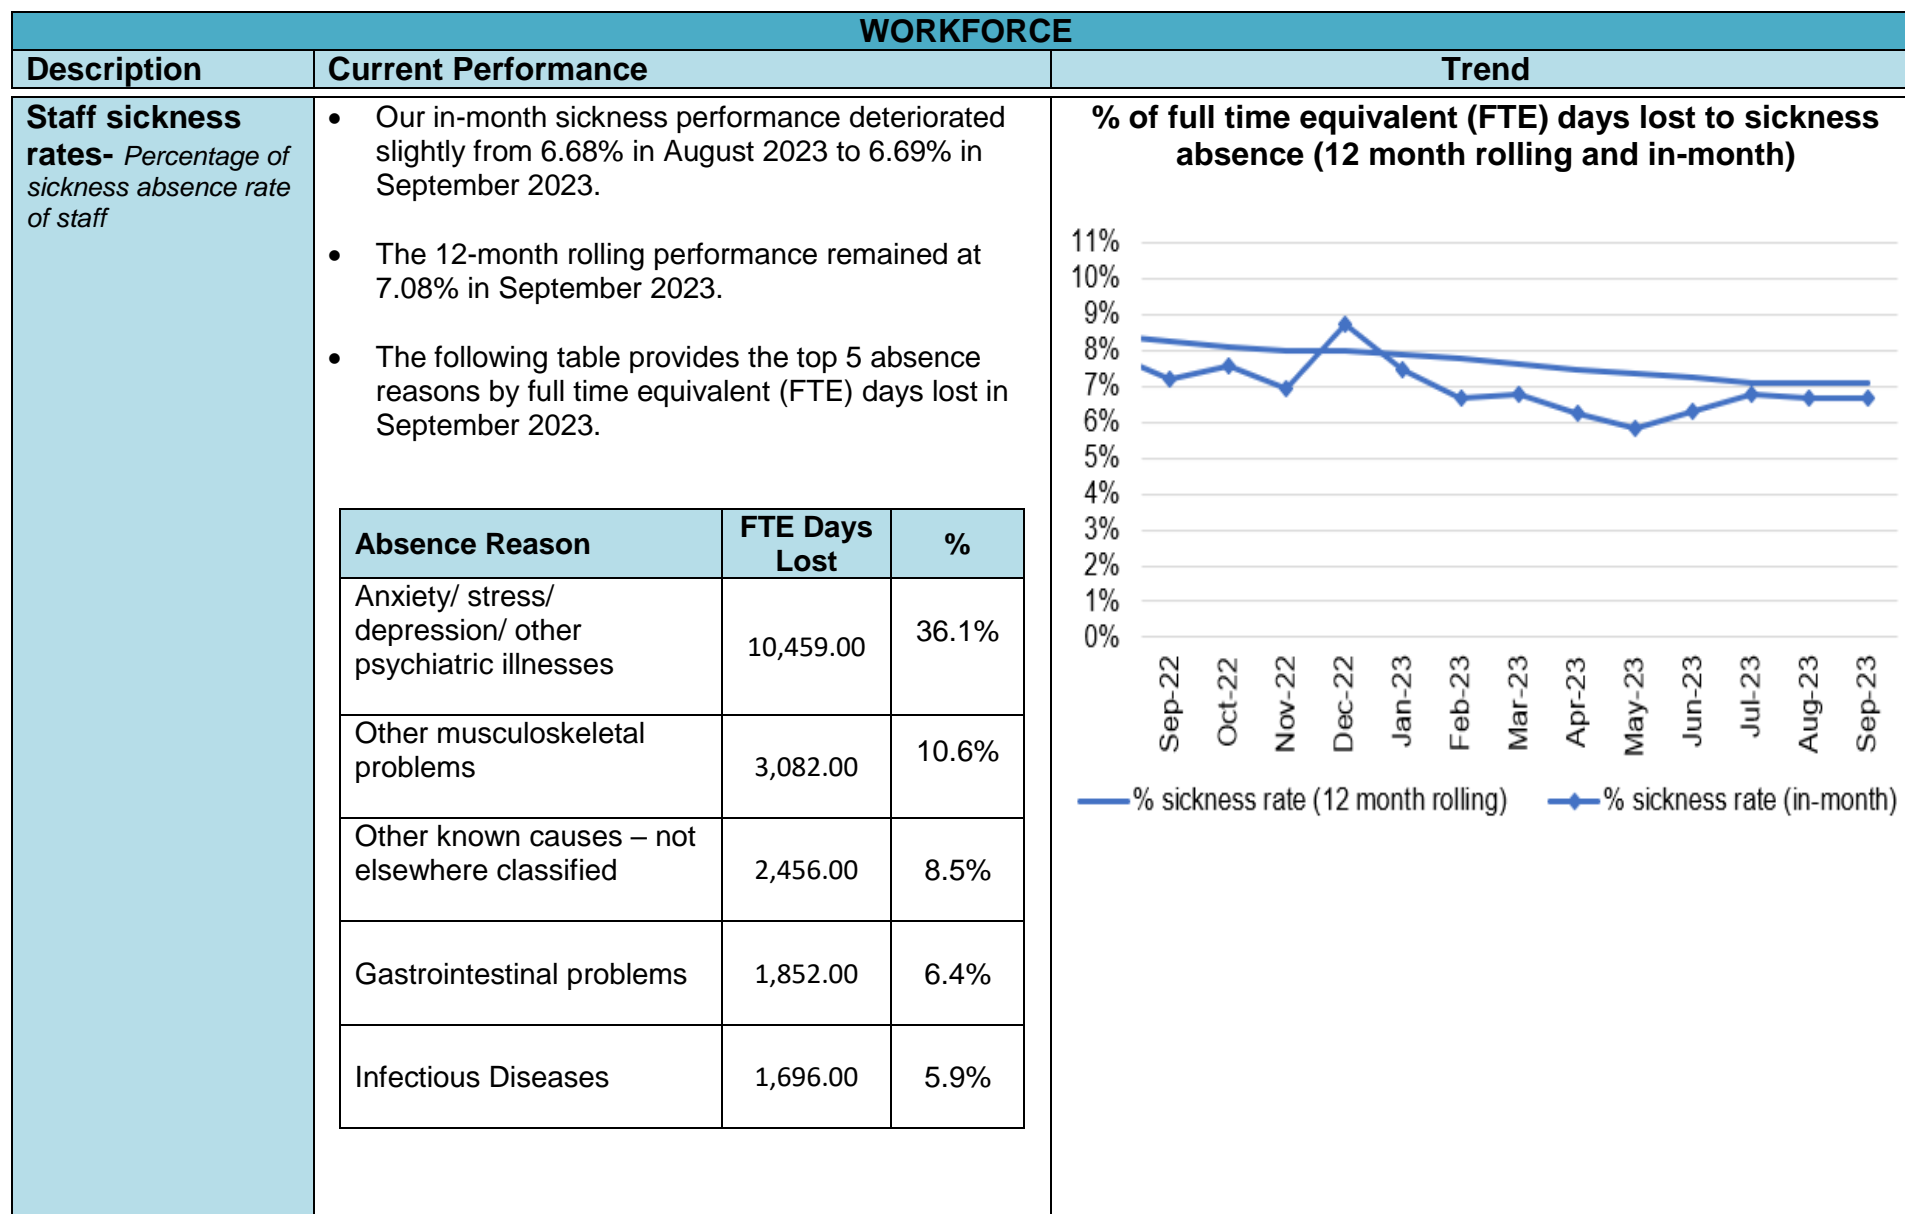 WORKFORCE
Description
Current Performance
Trend
Staff sickness
rates- Percentage of
sickness absence rate
of staff
• Our in-month sickness performance deteriorated
slightly from 6.68% in August 2023 to 6.69% in
September 2023.
• The 12-month rolling performance remained at
7.08% in September 2023.
• The following table provides the top 5 absence
reasons by full time equivalent (FTE) days lost in
September 2023.
Absence Reason
FTE Days
Lost
%
Anxiety/ stress/
depression/ other
psychiatric illnesses
10,459.00
36.1%
Other musculoskeletal
problems
3,082.00
10.6%
Other known causes – not
elsewhere classified
2,456.00
8.5%
Gastrointestinal problems
1,852.00
6.4%
Infectious Diseases
1,696.00
5.9%
% of full time equivalent (FTE) days lost to sickness
absence (12 month rolling and in-month)
11%
10%
9%
8%
7%
6%
5%
4%
3%
2%
1%
0%
Sep-22
Oct-22
Nov-22
Dec-22
Jan-23
Feb-23
Mar-23
Apr-23
May-23
Jun-23
Jul-23
Aug-23
Sep-23
% sickness rate (12 month rolling)
% sickness rate (in-month)